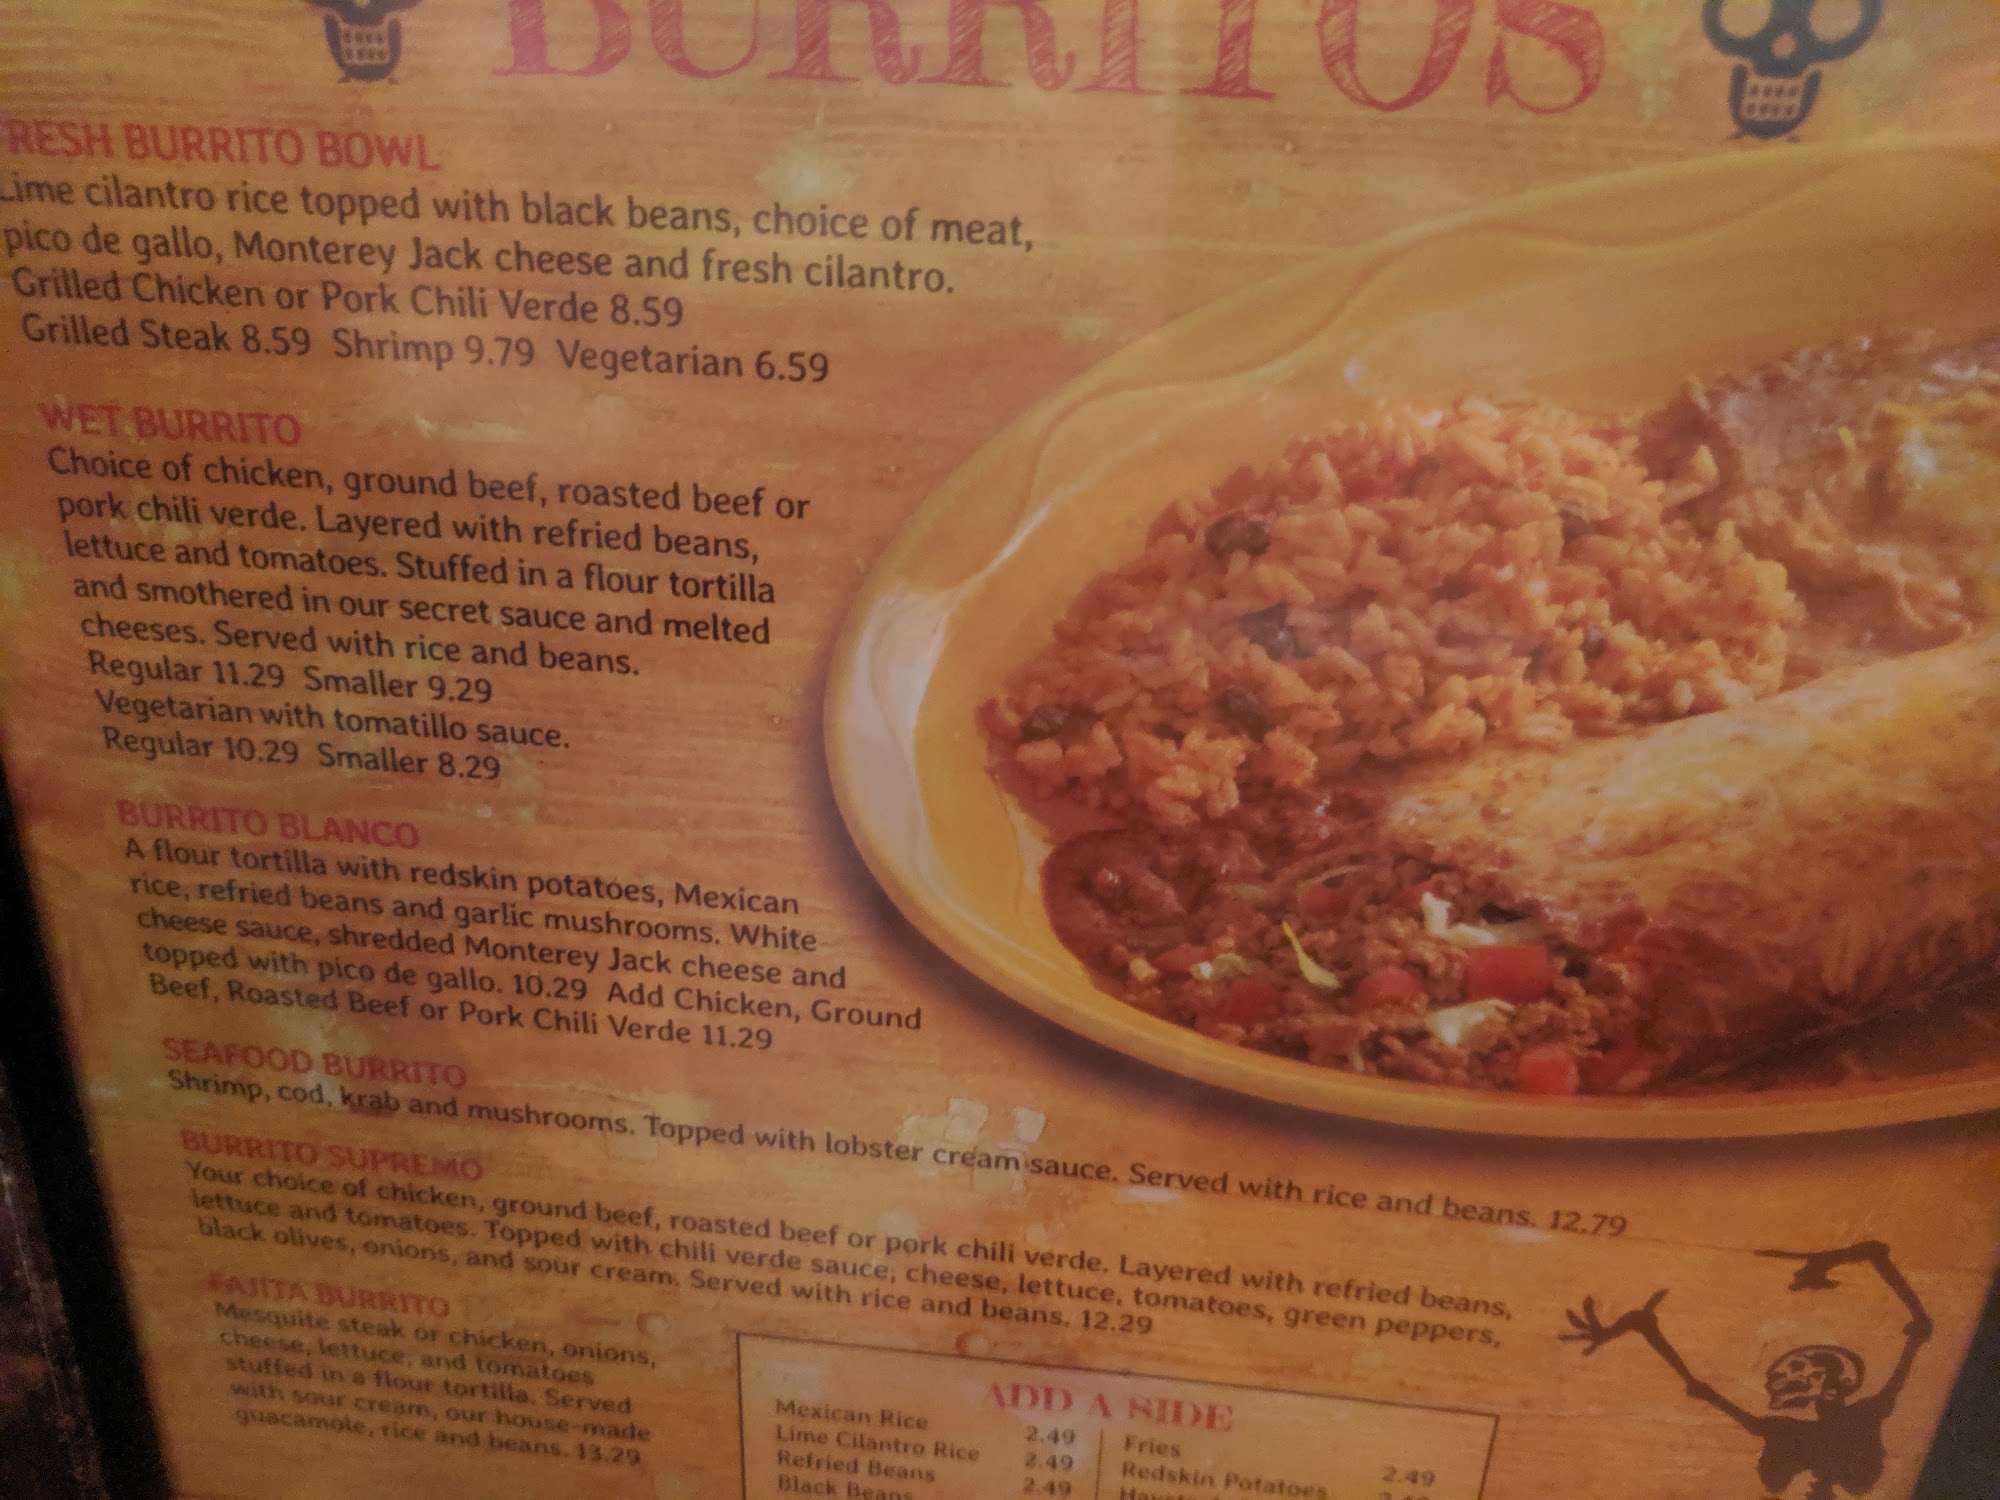 BURRITOS
RESH BURRITO BOWL
Lime cilantro rice topped with black beans, choice of meat,
pico de gallo, Monterey Jack cheese and fresh cilantro.
Grilled Chicken or Pork Chili Verde 8.59
Grilled Steak 8.59 Shrimp 9.79 Vegetarian 6.59
WET BURRITO
Choice of chicken, ground beef, roasted beef or
pork chili verde. Layered with refried beans,
lettuce and tomatoes. Stuffed in a flour tortilla
and smothered in our secret sauce and melted
cheeses. Served with rice and beans.
Regular 11.29 Smaller 9.29
Vegetarian with tomatillo sauce.
Regular 10.29 Smaller 8.29
BURRITO BLANCO
A flour tortilla with redskin potatoes, Mexican
rice, refried beans and garlic mushrooms. White
cheese sauce, shredded Monterey Jack cheese and
topped with pico de gallo. 10.29 Add Chicken, Ground
Beef, Roasted Beef or Pork Chili Verde 11.29
SEAFOOD BURRITO
Shrimp, cod, krab and mushrooms. Topped with lobster cream sauce. Served with rice and beans. 12.79
BURRITO SUPREMO
Your choice of chicken, ground beef, roasted beef or pork chili verde. Layered with refried beans,
lettuce and tomatoes. Topped with chili verde sauce, cheese, lettuce, tomatoes, green peppers,
black olives, onions, and sour cream. Served with rice and beans. 12.29
FAJITA BURRITO
Mesquite steak or chicken, onions,
cheese, lettuce, and tomatoes
stuffed in a flour tortilla. Served
with sour cream, our house-made
guacamole, rice and beans. 13.29
ADD A SIDE
Mexican Rice 2.49
Lime Cilantro Rice 2.49
Refried Beans 2.49
Black Beans
Fries 2.49
Redskin Potatoes